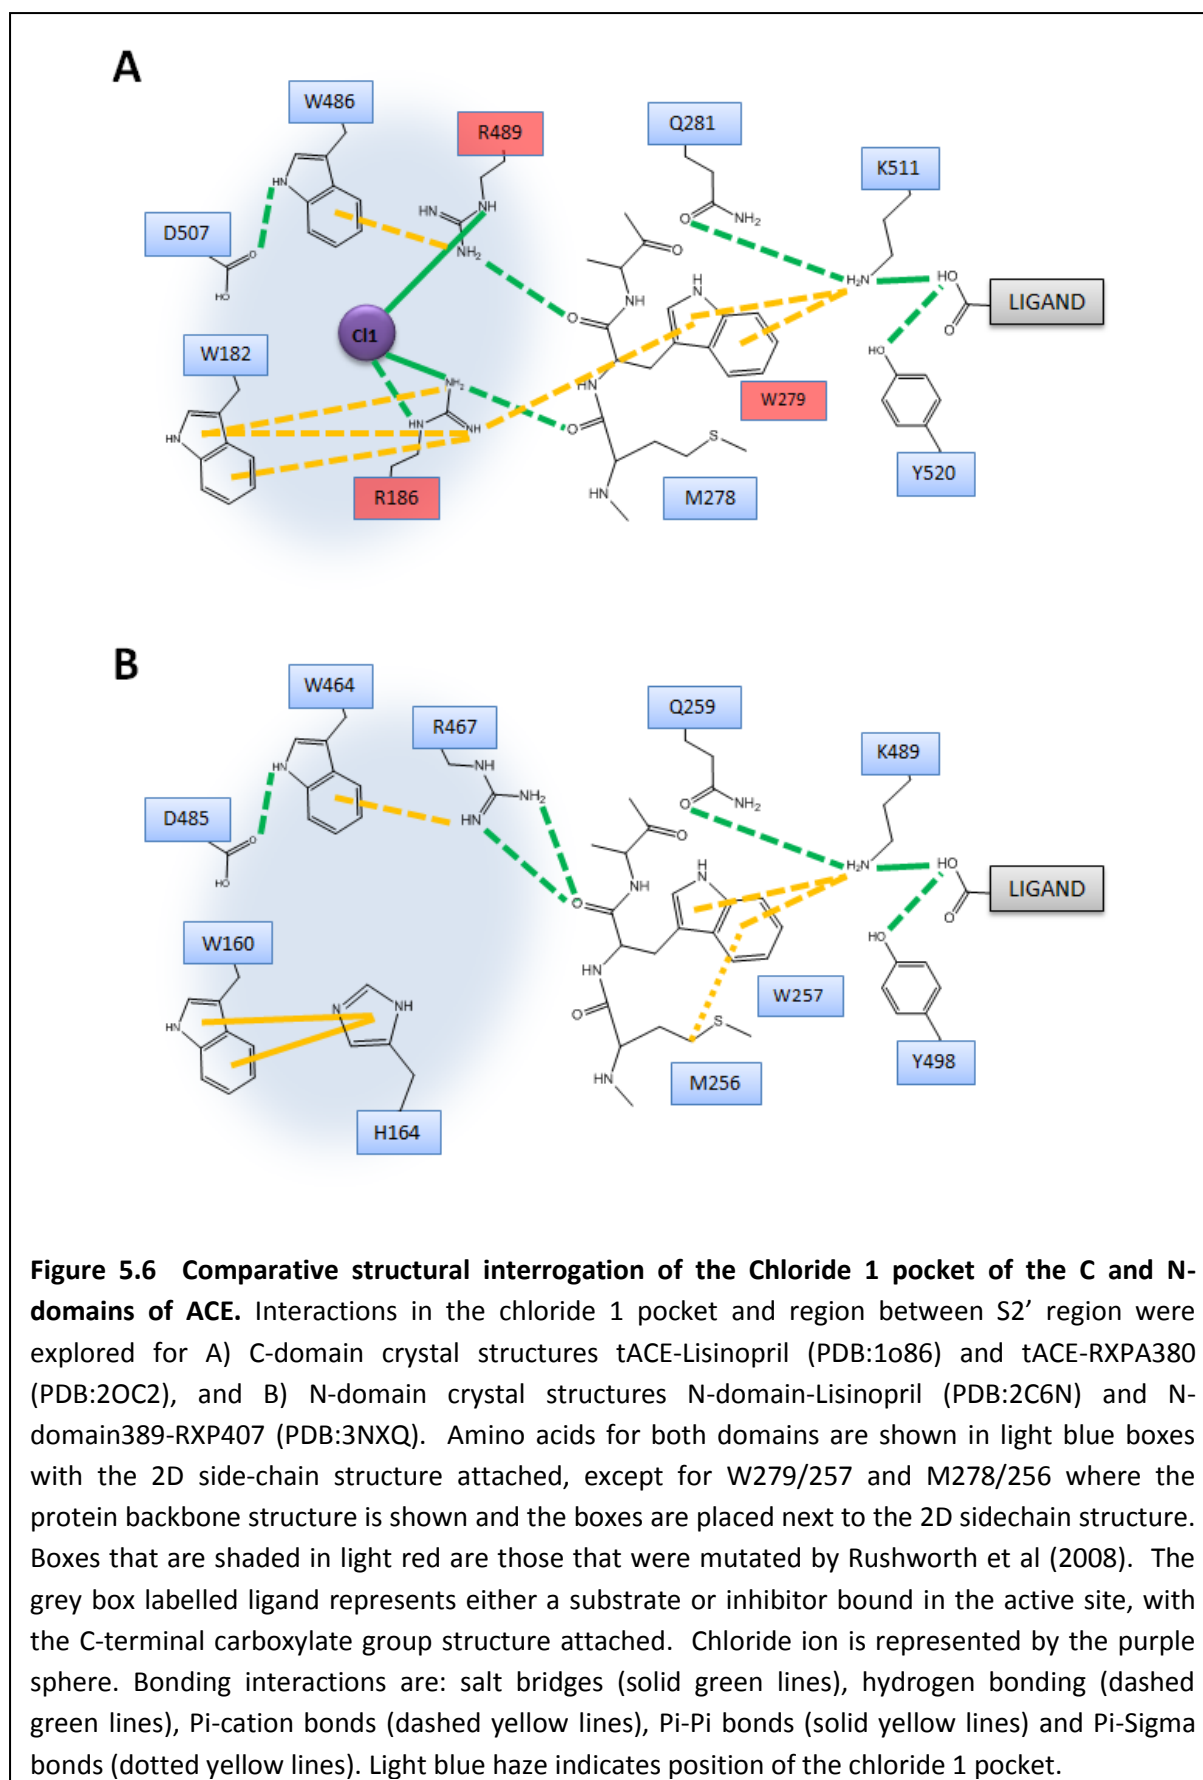 A
W486
R489
Q281
K511
HN
HN
NH
O
NH2
D507
O
HO
NH2
O
N
H
H2N
HO
LIGAND
NH
O
O
Cl1
W182
HN
NH2
HN
NH
HN
O
W279
HO
S
R186
HN
M278
Y520
B
W464
R467
Q259
K489
HN
NH
NH2
HN
O
NH2
D485
O
HO
O
H
N
H2N
HO
LIGAND
NH
O
O
W160
HN
N
NH
HN
O
W257
HO
S
H164
HN
M256
Y498
Figure 5.6 Comparative structural interrogation of the Chloride 1 pocket of the C and N-
domains of ACE. Interactions in the chloride 1 pocket and region between S2’ region were
explored for A) C-domain crystal structures tACE-Lisinopril (PDB:1o86) and tACE-RXPA380
(PDB:2OC2), and B) N-domain crystal structures N-domain-Lisinopril (PDB:2C6N) and N-
domain389-RXP407 (PDB:3NXQ). Amino acids for both domains are shown in light blue boxes
with the 2D side-chain structure attached, except for W279/257 and M278/256 where the
protein backbone structure is shown and the boxes are placed next to the 2D sidechain structure.
Boxes that are shaded in light red are those that were mutated by Rushworth et al (2008). The
grey box labelled ligand represents either a substrate or inhibitor bound in the active site, with
the C-terminal carboxylate group structure attached. Chloride ion is represented by the purple
sphere. Bonding interactions are: salt bridges (solid green lines), hydrogen bonding (dashed
green lines), Pi-cation bonds (dashed yellow lines), Pi-Pi bonds (solid yellow lines) and Pi-Sigma
bonds (dotted yellow lines). Light blue haze indicates position of the chloride 1 pocket.